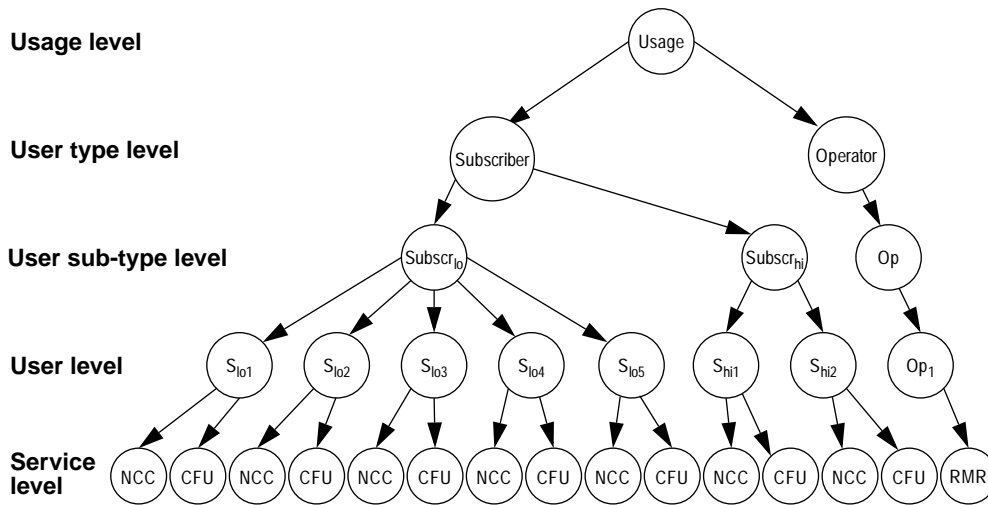 Usage level
Usage
User type level
Subscriber
Operator
User sub-type level
Subscrlo
Subscrhi
Op
User level
Slo1
Slo2
Slo3
Slo4
Slo5
Shi1
Shi2
Op1
Service
level
NCC
CFU
NCC
CFU
NCC
CFU
NCC
CFU
NCC
CFU
NCC
CFU
NCC
CFU
RMR